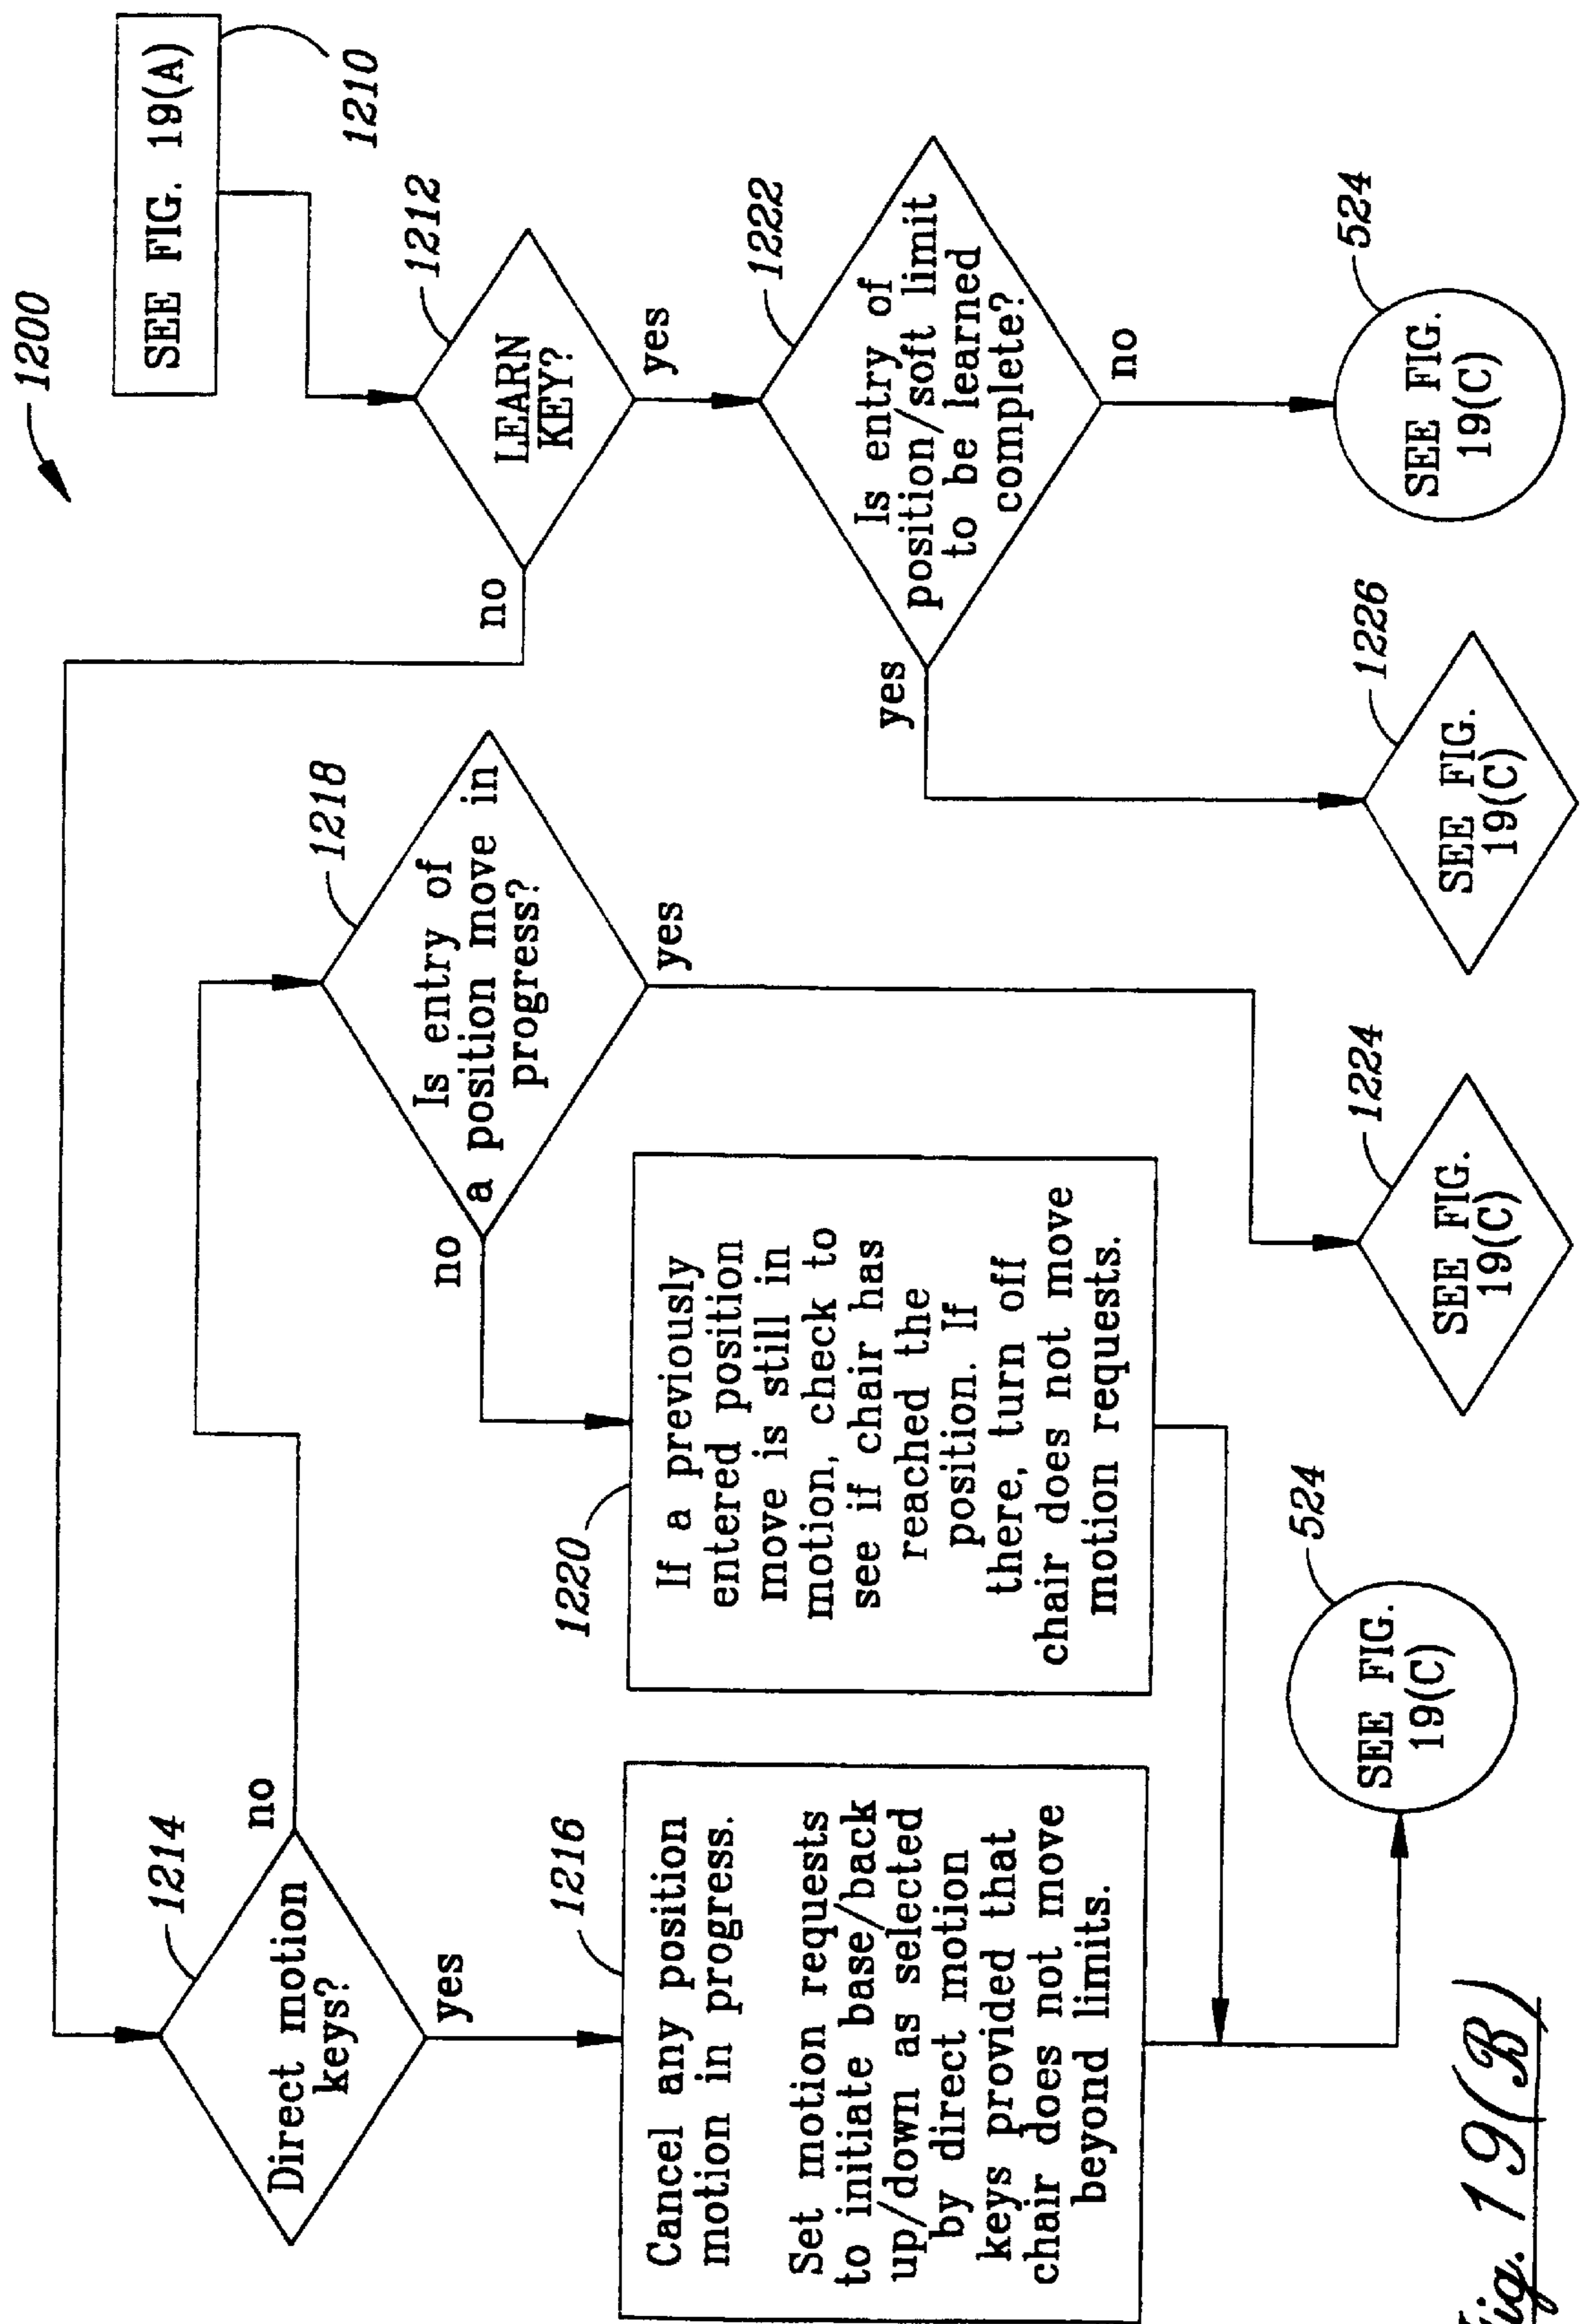 1200
SEE FIG. 19(A)
1210
LEARN
KEY?
1212
no
yes
Direct motion
keys?
1214
no
yes
Cancel any position
motion in progress.
Set motion requests
to initiate base/back
up/down as selected
by direct motion
keys provided that
chair does not move
beyond limits.
1216
Is entry of
a position move in
progress?
1218
no
yes
If a previously
entered position
move is still in
motion, check to
see if chair has
reached the
position. If
there, turn off
chair does not move
motion requests.
1220
Is entry of
position/soft limit
to be learned
complete?
1222
yes
no
SEE FIG.
19(C)
524
SEE FIG.
19(C)
1224
SEE FIG.
19(C)
1226
SEE FIG.
19(C)
524
Fig. 19(B)